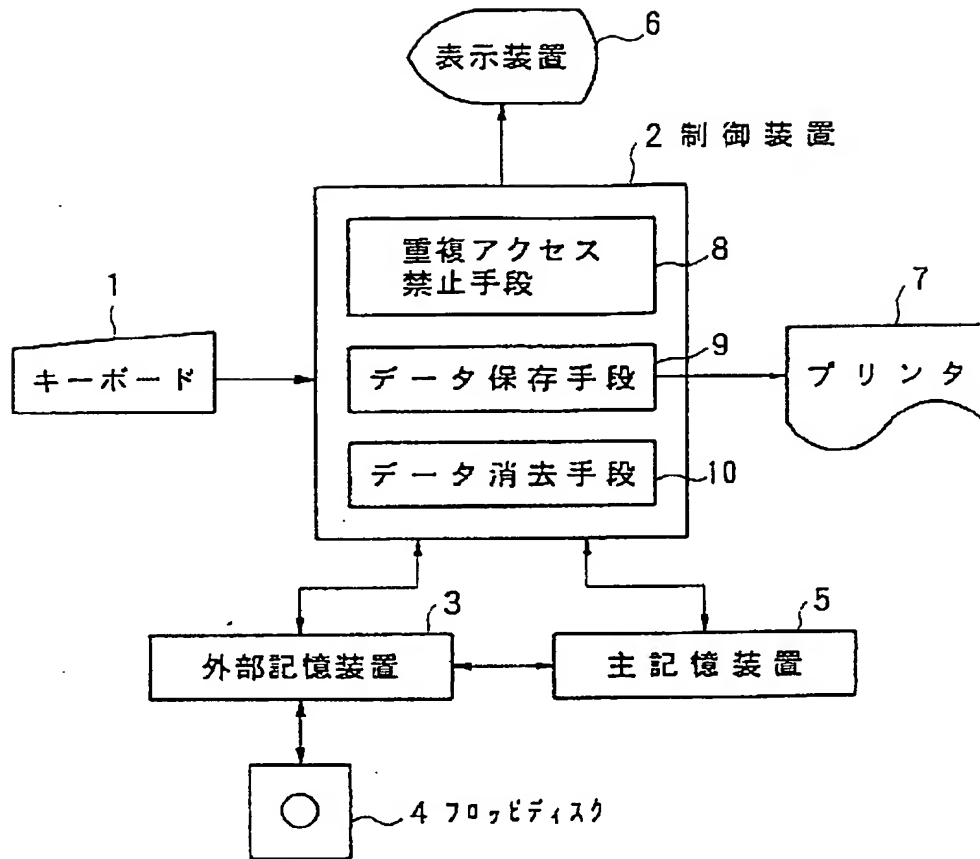 6
表示装置
2 制御装置
重複アクセス
禁止手段
8
1
7
キーボード
データ保存手段
9
プリンタ
データ消去手段
10
3
5
外部記憶装置
主記憶装置
4 フロッピディスク